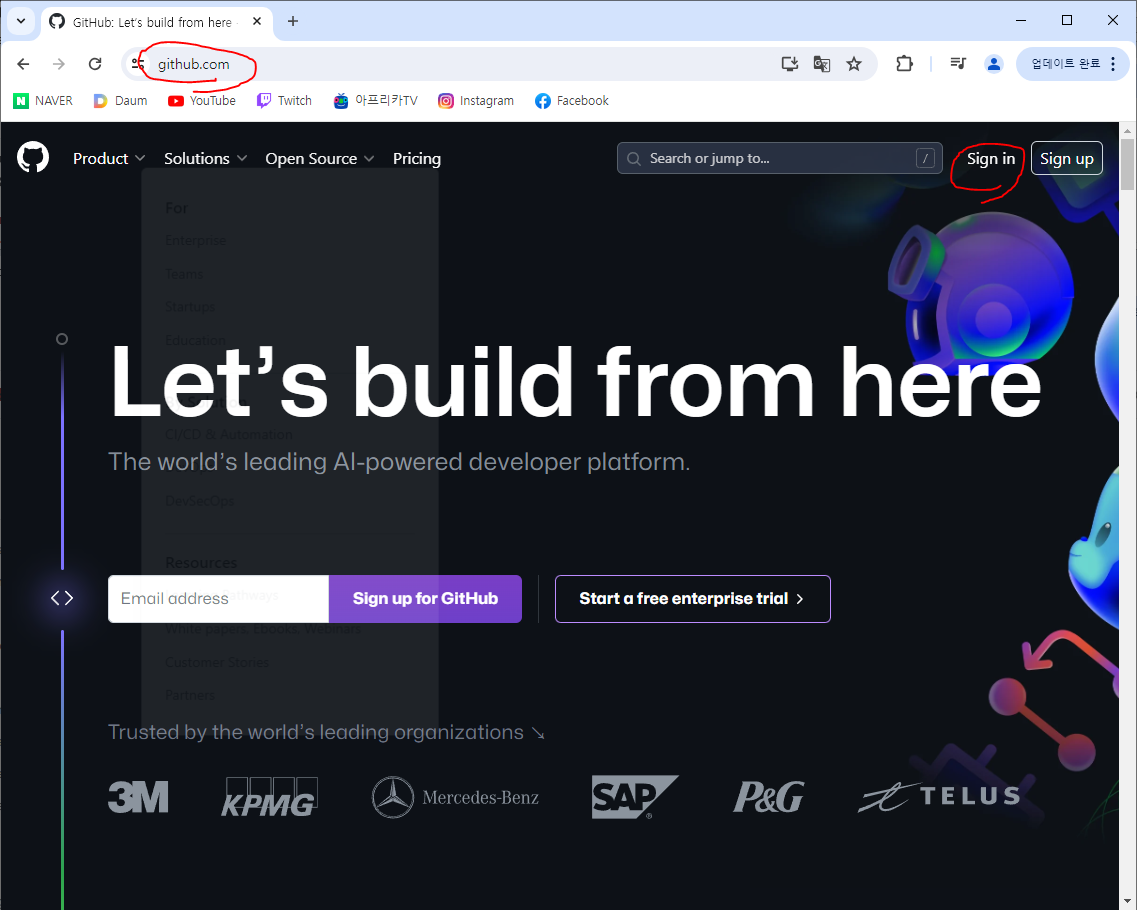 GitHub: Let's build from here
github.com
업데이트 완료
NAVER
Daum
YouTube
Twitch
아프리카TV
Instagram
Facebook
Product
Solutions
Open Source
Pricing
Search or jump to...
/
Sign in
Sign up
For
Enterprise
Teams
Startups
Education
Let's build from here
CI/CD & Automation
The world's leading AI-powered developer platform.
DevSecOps
Resources
Email address
Sign up for GitHub
Start a free enterprise trial
White papers, Ebooks, Webinars
Customer Stories
Partners
Trusted by the world's leading organizations ↘
3M
KPMG
Mercedes-Benz
SAP
P&G
TELUS